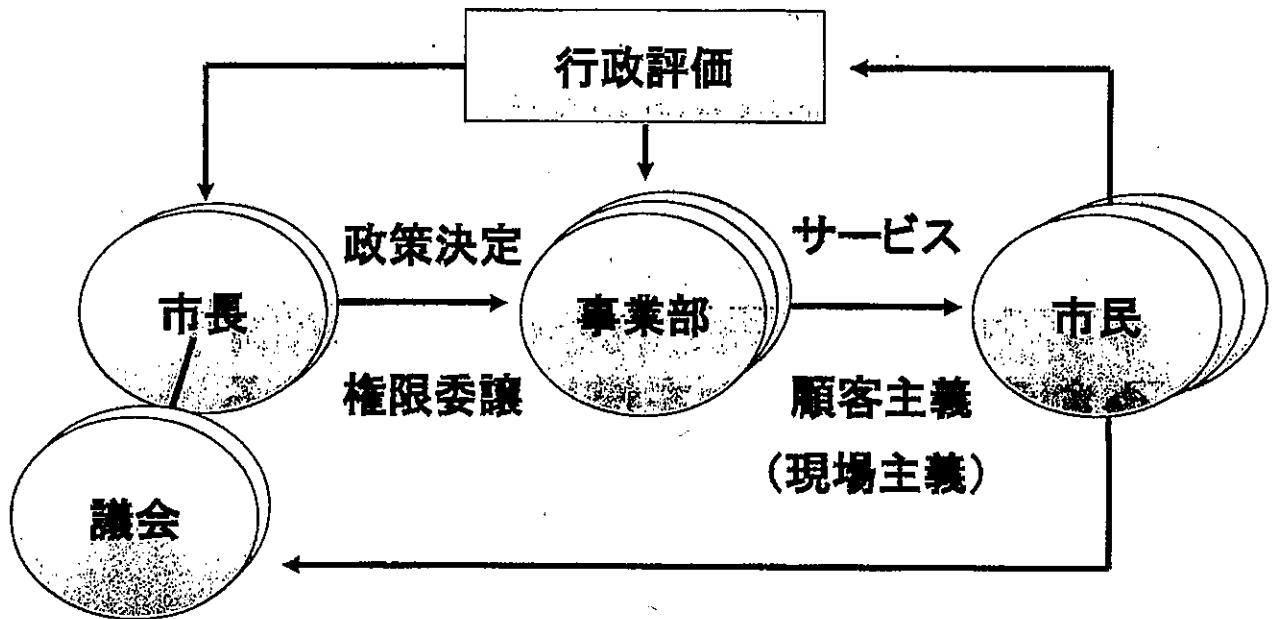 行政評価
政策決定
サービス
市長
事業部
市民
権限委譲
顧客主義
（現場主義）
議会